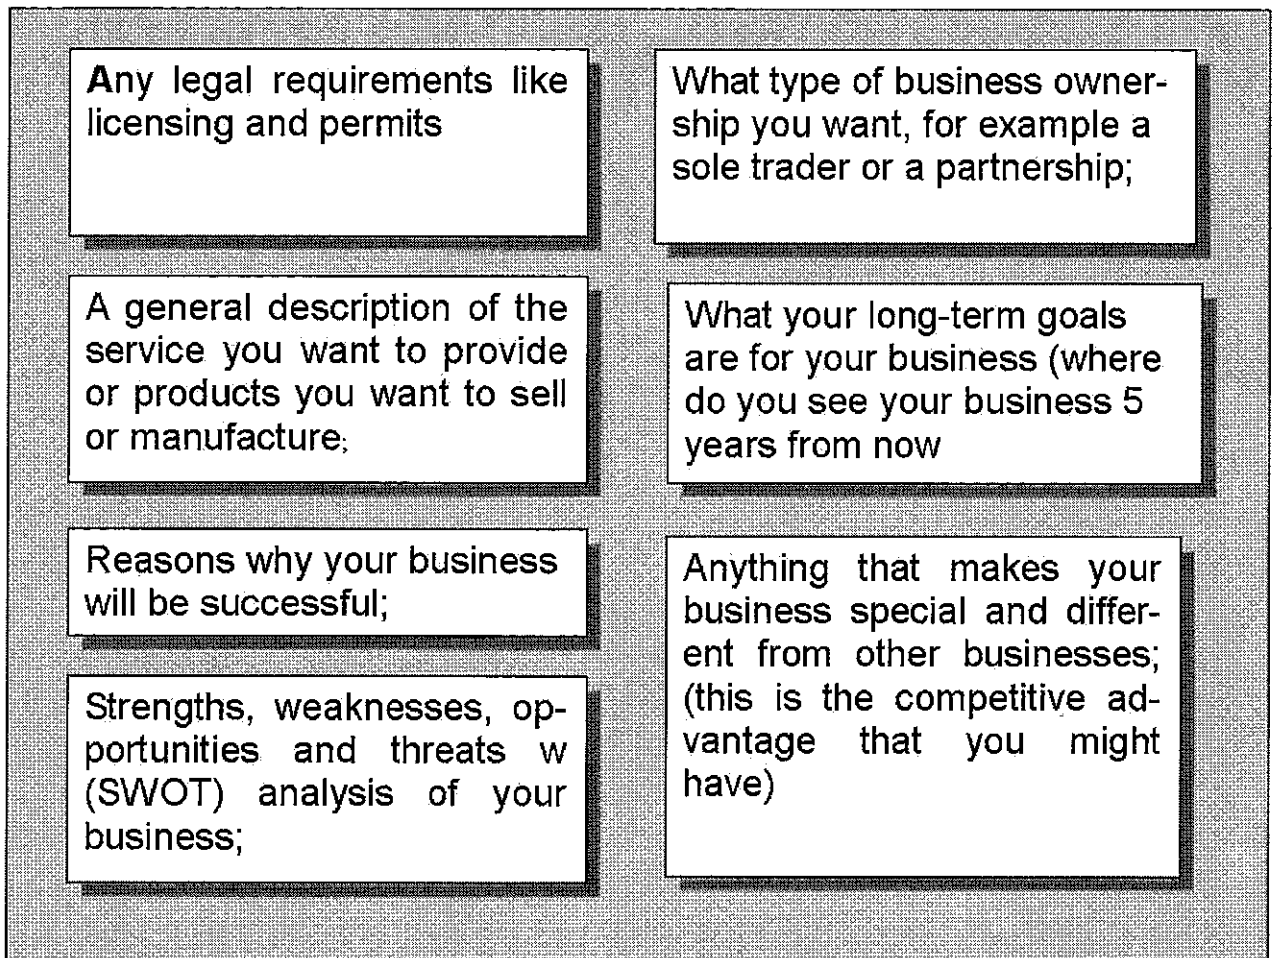 Any legal requirements like
licensing and permits
A general description of the
service you want to provide
or products you want to sell
or manufacture;
Reasons why your business
will be successful;
Strengths, weaknesses, op-
portunities and threats w
(SWOT) analysis of your
business;
What type of business owner-
ship you want, for example a
sole trader or a partnership;
What your long-term goals
are for your business (where
do you see your business 5
years from now
Anything that makes your
business special and differ-
ent from other businesses;
(this is the competitive ad-
vantage that you might
have)